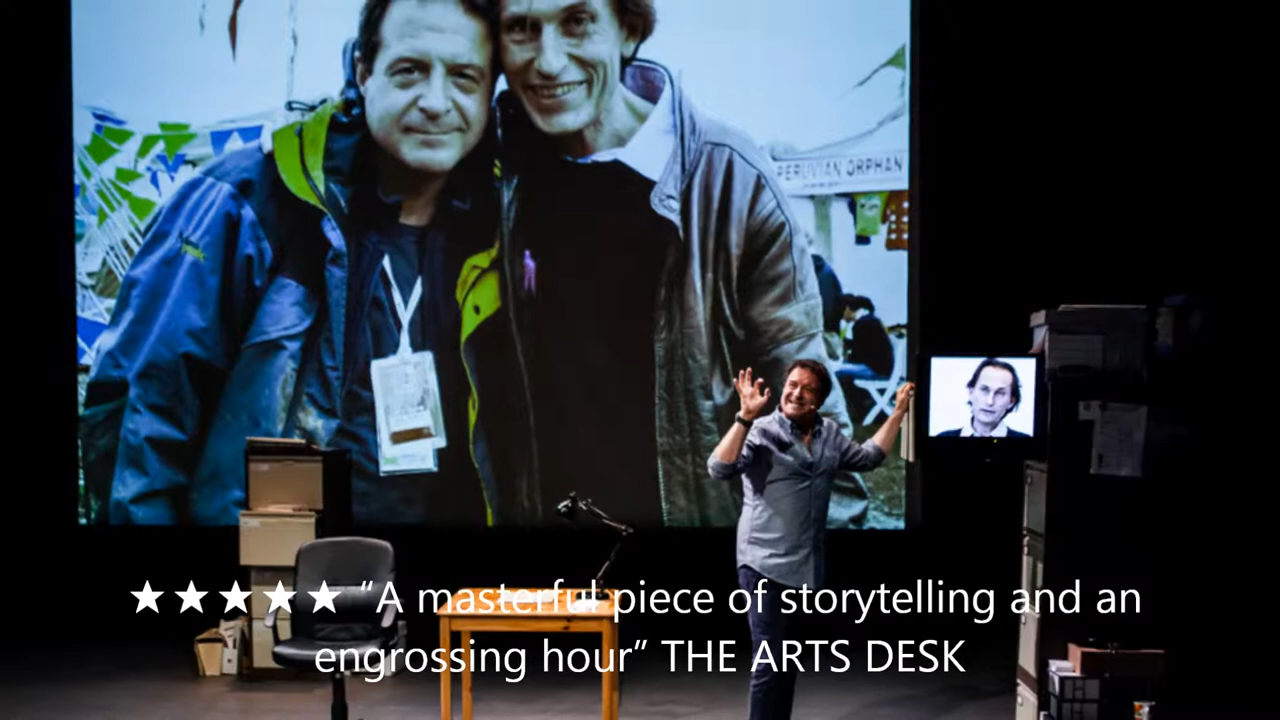 PERUVIAN ORPHAN
★★★★★ “A masterful piece of storytelling and an
engrossing hour” THE ARTS DESK